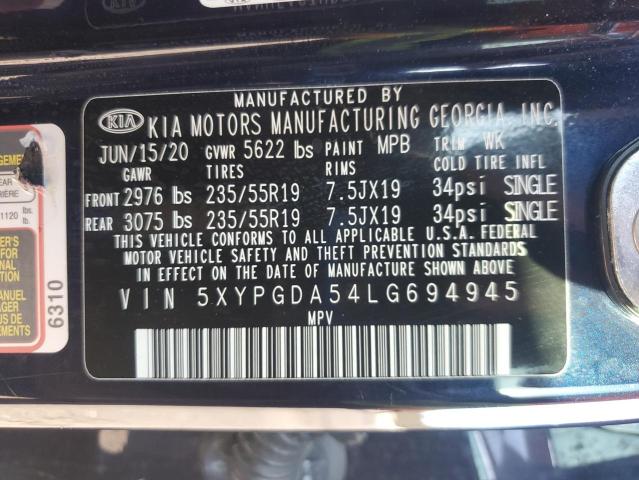 MANUFACTURED BY
KIA KIA MOTORS MANUFACTURING GEORGIA, INC.
JUN/15/20 GVWR 5622 lbs PAINT MPB TRIM WK
GAWR TIRES RIMS COLD TIRE INFL
FRONT 2976 lbs 235/55R19 7.5JX19 34psi SINGLE
REAR 3075 lbs 235/55R19 7.5JX19 34psi SINGLE
THIS VEHICLE CONFORMS TO ALL APPLICABLE U.S.A. FEDERAL
MOTOR VEHICLE SAFETY AND THEFT PREVENTION STANDARDS
IN EFFECT ON THE DATE OF MANUFACTURE SHOWN ABOVE.
VIN 5XYPGDA54LG694945
MPV
6310